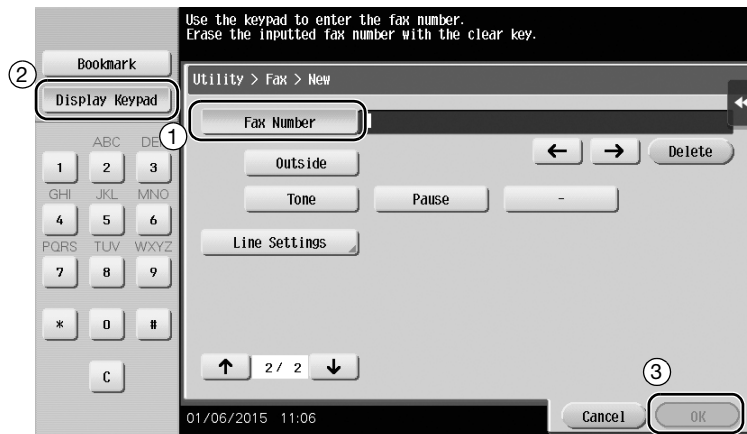 Use the keypad to enter the fax number.
Erase the inputted fax number with the clear key.
Bookmark
②
Display Keypad
Utility > Fax > New
①
Fax Number
ABC DE
1 2 3
Outside
← → Delete
GHI JKL MNO
4 5 6
Tone Pause -
PQRS TUV WXYZ
7 8 9
Line Settings
* 0 #
C
↑ 2/ 2 ↓
③
01/06/2015 11:06
Cancel OK